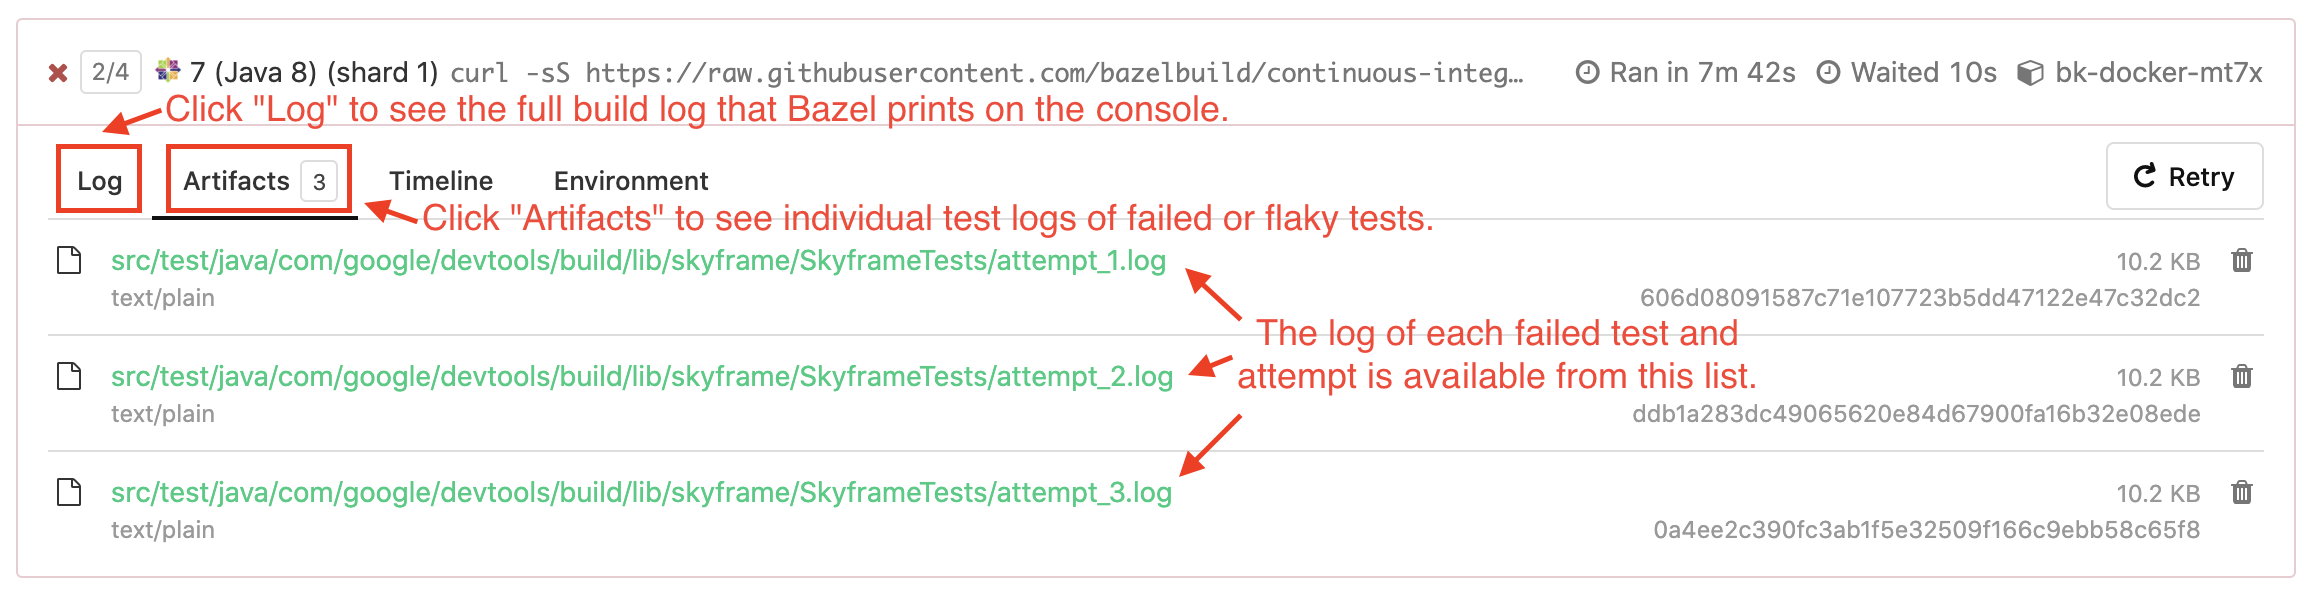 2/4 7 (Java 8) (shard 1) curl -sS https://raw.githubusercontent.com/bazelbuild/continuous-integ… Ran in 7m 42s Waited 10s bk-docker-mt7x
Click "Log" to see the full build log that Bazel prints on the console.
Log Artifacts 3 Timeline Environment Retry
Click "Artifacts" to see individual test logs of failed or flaky tests.
src/test/java/com/google/devtools/build/lib/skyframe/SkyframeTests/attempt_1.log 10.2 KB
text/plain 606d08091587c71e107723b5dd47122e47c32dc2
The log of each failed test and
attempt is available from this list.
src/test/java/com/google/devtools/build/lib/skyframe/SkyframeTests/attempt_2.log 10.2 KB
text/plain ddb1a283dc49065620e84d67900fa16b32e08ede
src/test/java/com/google/devtools/build/lib/skyframe/SkyframeTests/attempt_3.log 10.2 KB
text/plain 0a4ee2c390fc3ab1f5e32509f166c9ebb58c65f8